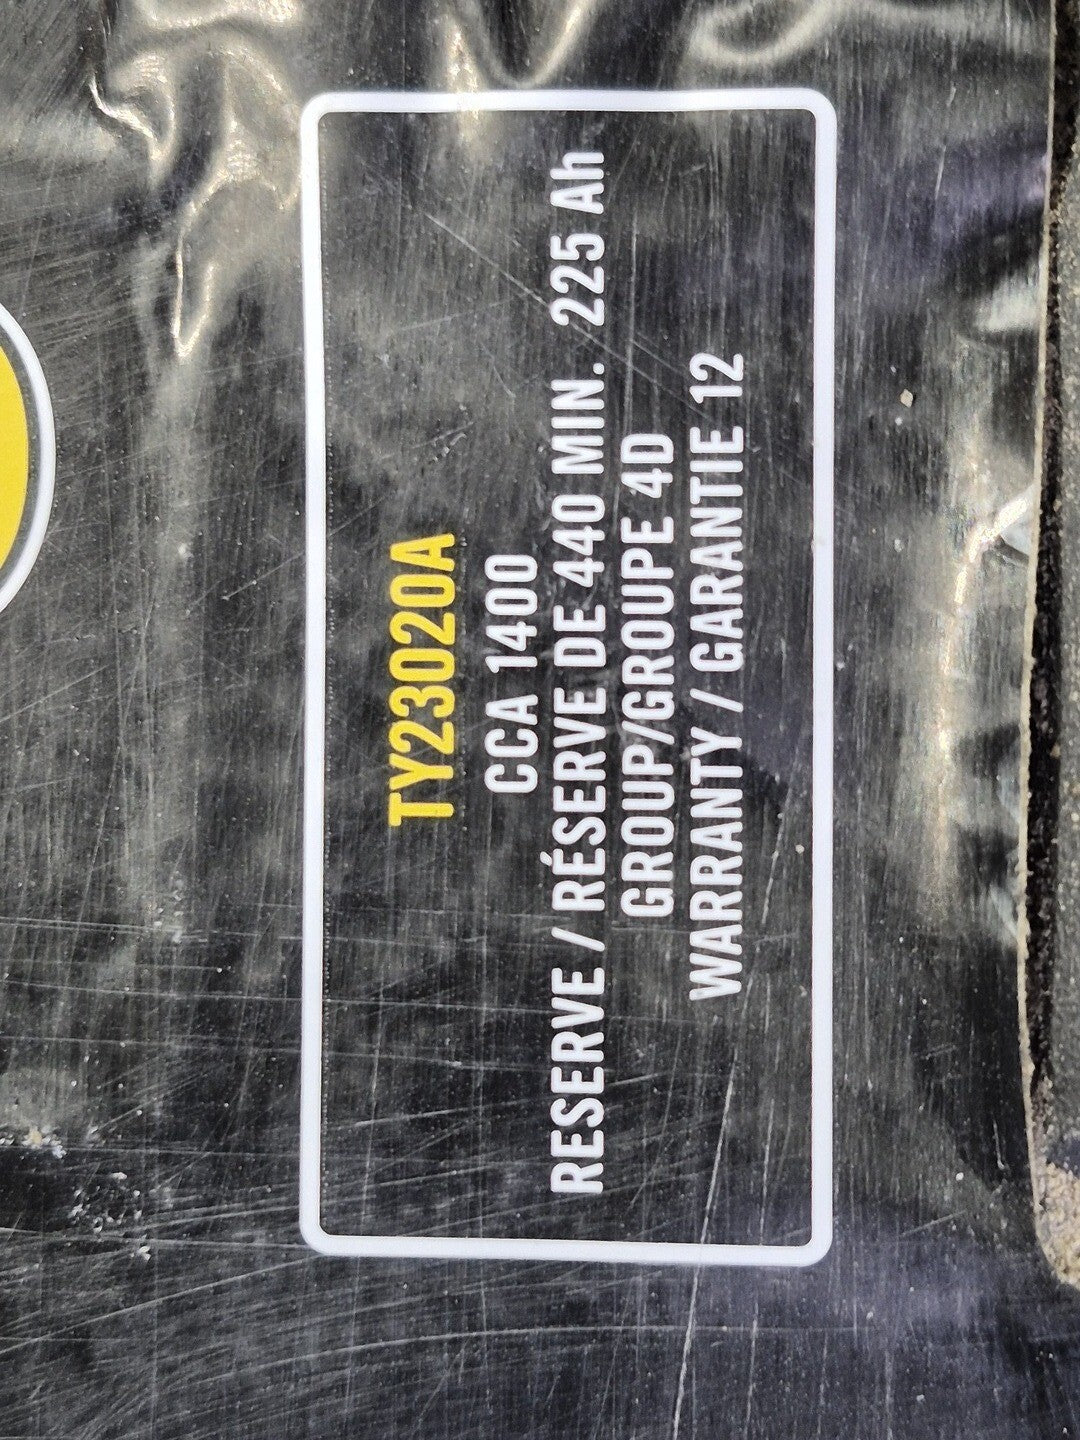 TY23020A
CCA 1400
RESERVE / RÉSERVE DE 440 MIN. 225 Ah
GROUP/GROUPE 4D
WARRANTY / GARANTIE 12